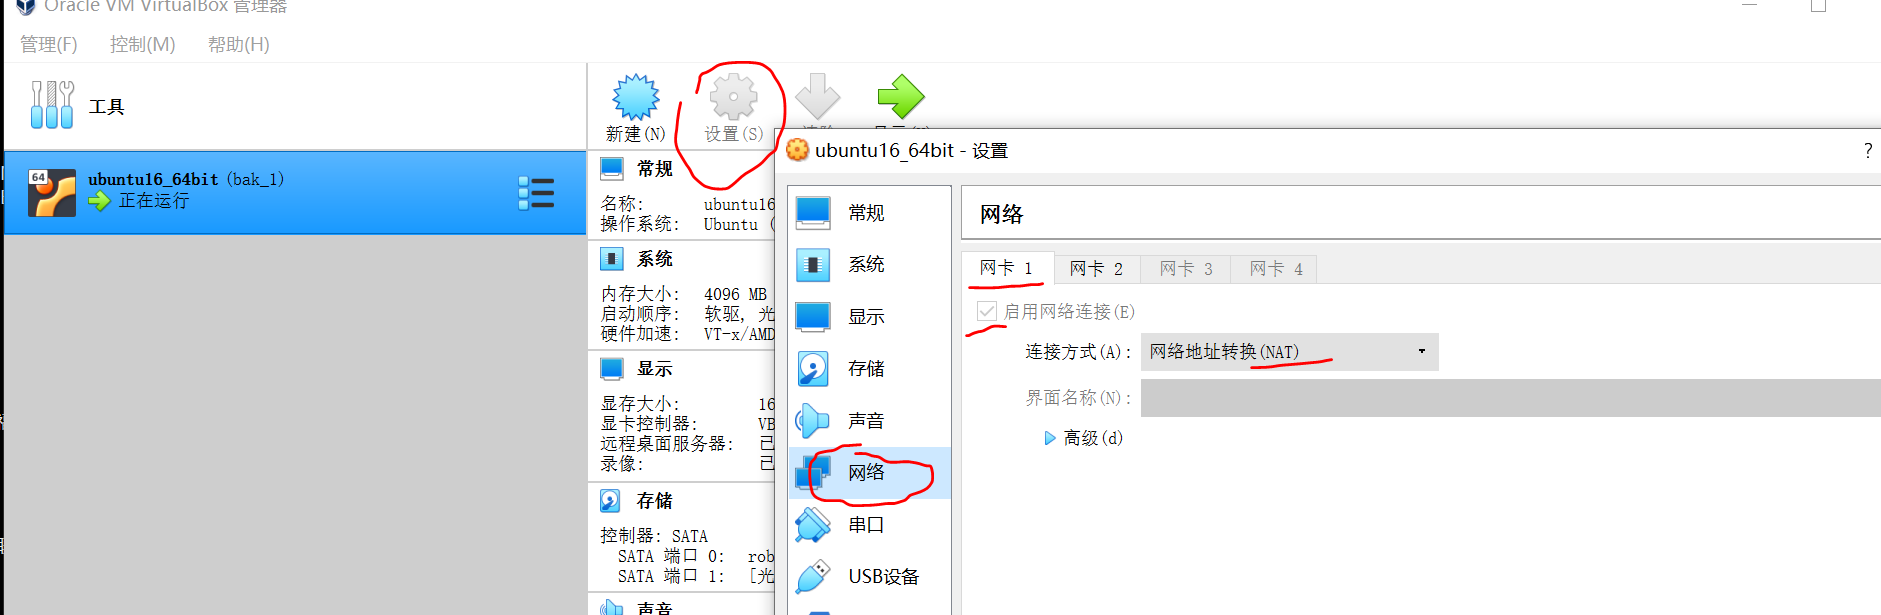 Oracle VM VirtualBox 管理器
管理(F) 控制(M) 帮助(H)
工具
新建(N) 设置(S)
64 ubuntu16_64bit (bak_1)
正在运行
常规
名称: ubuntu16
操作系统: Ubuntu (
系统
内存大小: 4096 MB
启动顺序: 软驱, 光
硬件加速: VT-x/AMD
显示
显存大小: 16
显卡控制器: VB
远程桌面服务器: 已
录像: 已
存储
控制器: SATA
SATA 端口 0: rob
SATA 端口 1: [光
声音
ubuntu16_64bit - 设置 ?
常规
系统
显示
存储
声音
网络
串口
USB设备
网络
网卡 1 网卡 2 网卡 3 网卡 4
启用网络连接(E)
连接方式(A): 网络地址转换(NAT)
界面名称(N):
高级(d)